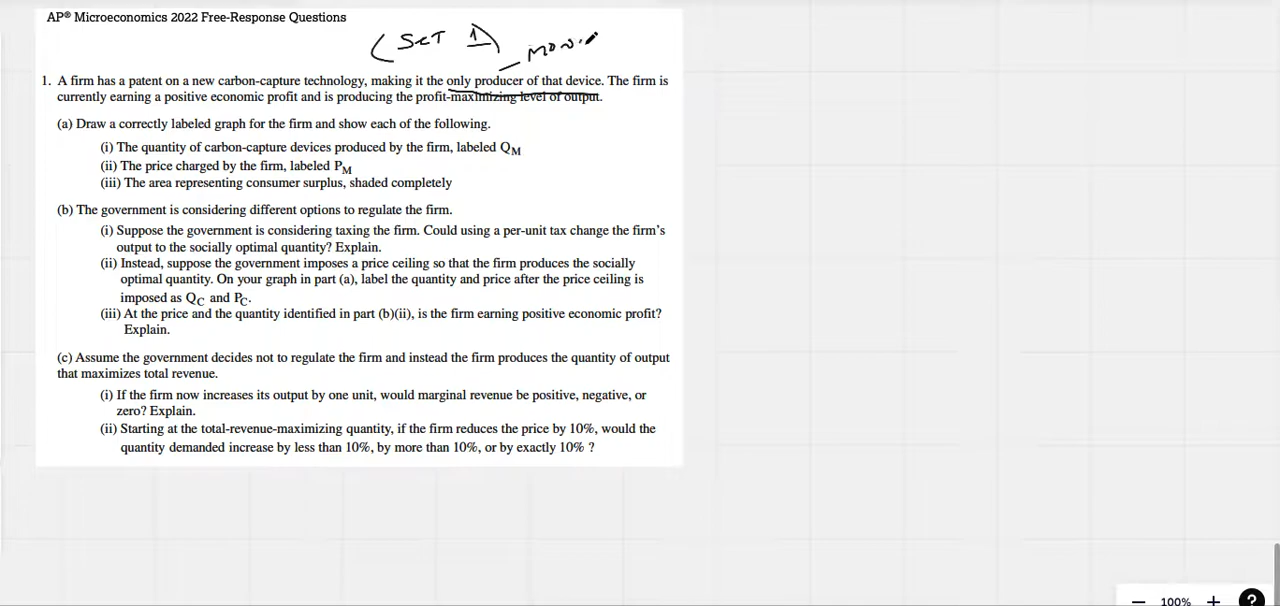 AP® Microeconomics 2022 Free-Response Questions
(SET 1)
1. A firm has a patent on a new carbon-capture technology, making it the only producer of that device. The firm is
currently earning a positive economic profit and is producing the profit-maximizing level of output.
(a) Draw a correctly labeled graph for the firm and show each of the following.
(i) The quantity of carbon-capture devices produced by the firm, labeled QM
(ii) The price charged by the firm, labeled PM
(iii) The area representing consumer surplus, shaded completely
(b) The government is considering different options to regulate the firm.
(i) Suppose the government is considering taxing the firm. Could using a per-unit tax change the firm's
output to the socially optimal quantity? Explain.
(ii) Instead, suppose the government imposes a price ceiling so that the firm produces the socially
optimal quantity. On your graph in part (a), label the quantity and price after the price ceiling is
imposed as QC and PC.
(iii) At the price and the quantity identified in part (b)(ii), is the firm earning positive economic profit?
Explain.
(c) Assume the government decides not to regulate the firm and instead the firm produces the quantity of output
that maximizes total revenue.
(i) If the firm now increases its output by one unit, would marginal revenue be positive, negative, or
zero? Explain.
(ii) Starting at the total-revenue-maximizing quantity, if the firm reduces the price by 10%, would the
quantity demanded increase by less than 10%, by more than 10%, or by exactly 10% ?
— 100% + ?